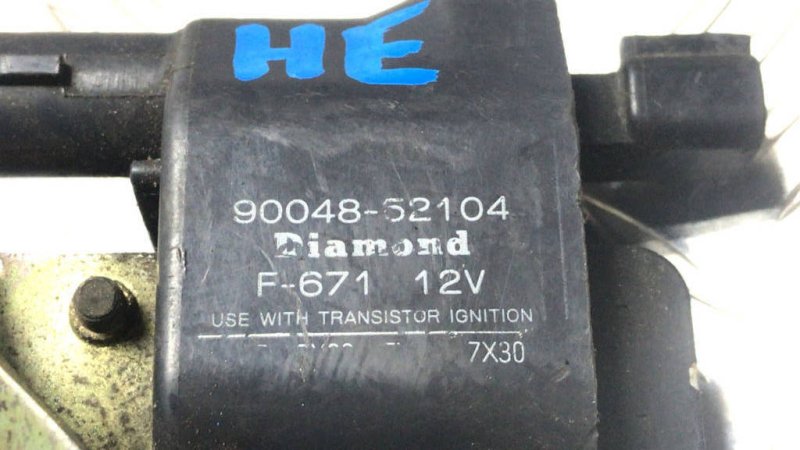 HE
90048-52104
Diamond
F-671 12V
USE WITH TRANSISTOR IGNITION
7X30